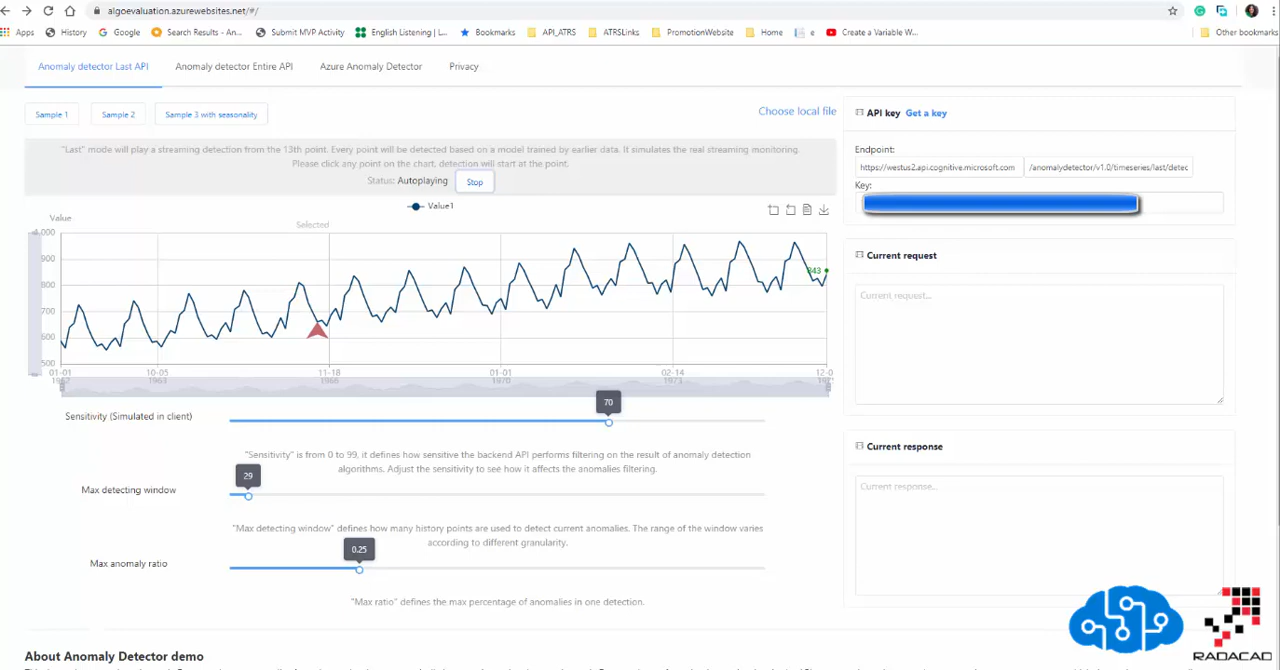 algoevaluation.azurewebsites.net/#/
Apps History Google Search Results - An... Submit MVP Activity English Listening | L... Bookmarks API_ATRS ATRSLinks PromotionWebsite Home e Create a Variable W... Other bookmarks
Anomaly detector Last API Anomaly detector Entire API Azure Anomaly Detector Privacy
Sample 1 Sample 2 Sample 3 with seasonality Choose local file
"Last" mode will play a streaming detection from the 13th point. Every point will be detected based on a model trained by earlier data. It simulates the real streaming monitoring.
Please click any point on the chart, detection will start at the point.
Status: Autoplaying Stop
Value1
Value
Selected
1,000
900
800
700
600
500
843
01-01 10-05 11-18 01-01 02-14 12-0
1962 1963 1966 1970 1973 197
Sensitivity (Simulated in client)
70
"Sensitivity" is from 0 to 99, it defines how sensitive the backend API performs filtering on the result of anomaly detection
algorithms. Adjust the sensitivity to see how it affects the anomalies filtering.
Max detecting window
29
"Max detecting window" defines how many history points are used to detect current anomalies. The range of the window varies
according to different granularity.
Max anomaly ratio
0.25
"Max ratio" defines the max percentage of anomalies in one detection.
API key Get a key
Endpoint:
https://westus2.api.cognitive.microsoft.com /anomalydetector/v1.0/timeseries/last/detec
Key:
Current request
Current request...
Current response
Current response...
About Anomaly Detector demo
RADACAD